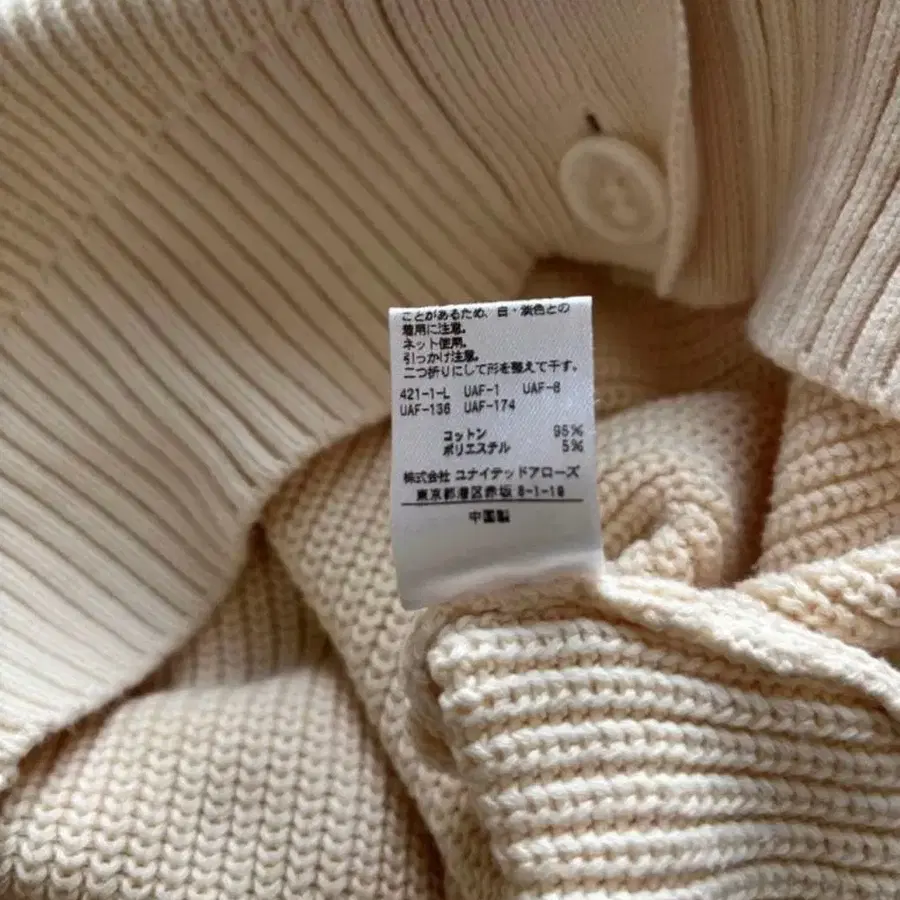 ことがあるため、白・淡色との
着用に注意。
ネット使用。
引っかけ注意。
二つ折りにして形を整えて干す。
421-1-L UAF-1 UAF-8
UAF-136 UAF-174
コットン 95%
ポリエステル 5%
株式会社 ユナイテッドアローズ
東京都港区赤坂 8-1-19
中国製